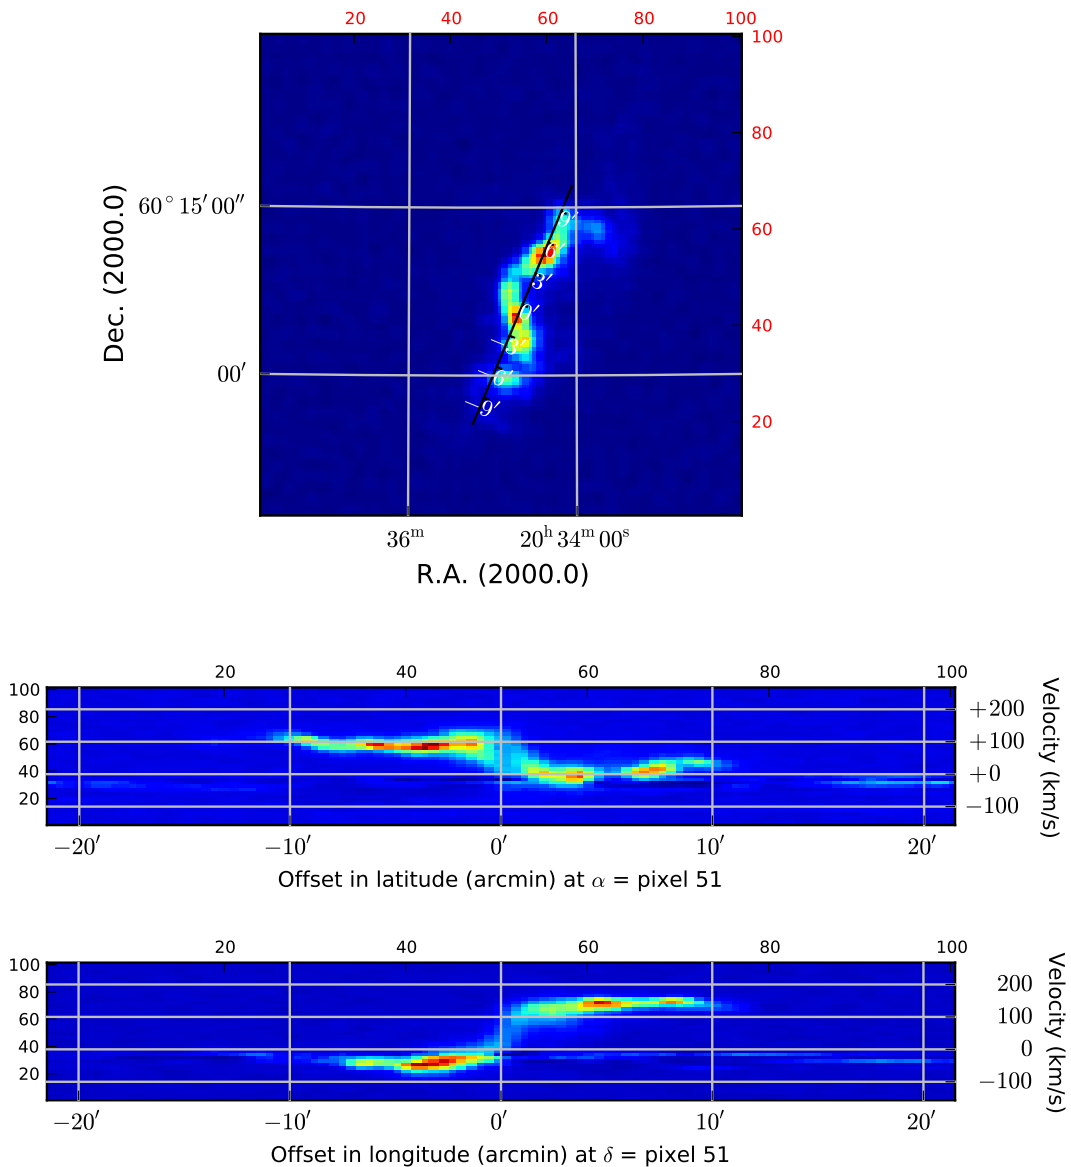 20 40 60 80 100
100
80
60
40
20
Dec. (2000.0)
60° 15′ 00″
00′
9′
6′
3′
0′
−3′
−6′
−9′
36ᵐ 20ʰ 34ᵐ 00ˢ
R.A. (2000.0)
20 40 60 80 100
100
80
60
40
20
+200
+100
+0
−100
Velocity (km/s)
−20′ −10′ 0′ 10′ 20′
Offset in latitude (arcmin) at α = pixel 51
20 40 60 80 100
100
80
60
40
20
200
100
0
−100
Velocity (km/s)
−20′ −10′ 0′ 10′ 20′
Offset in longitude (arcmin) at δ = pixel 51